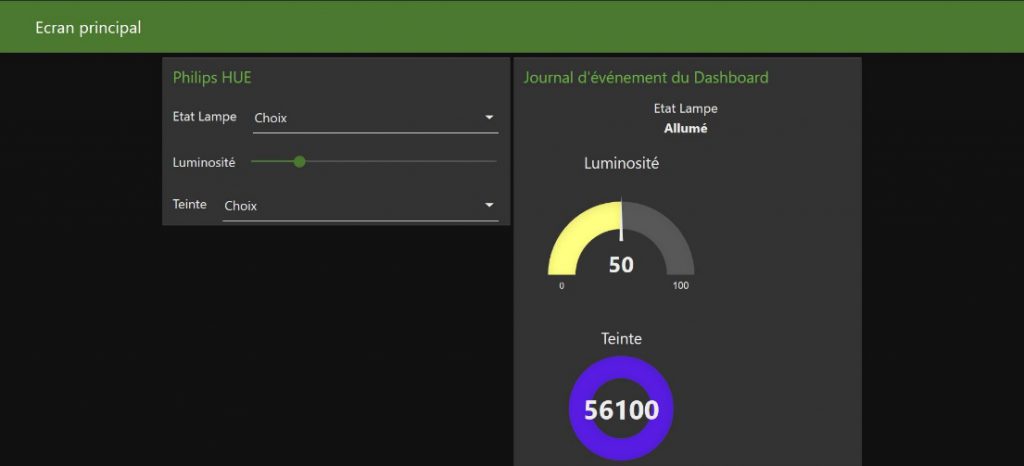 Ecran principal
Philips HUE
Etat Lampe
Choix
Luminosité
Teinte
Choix
Journal d'événement du Dashboard
Etat Lampe
Allumé
Luminosité
50
0
100
Teinte
56100